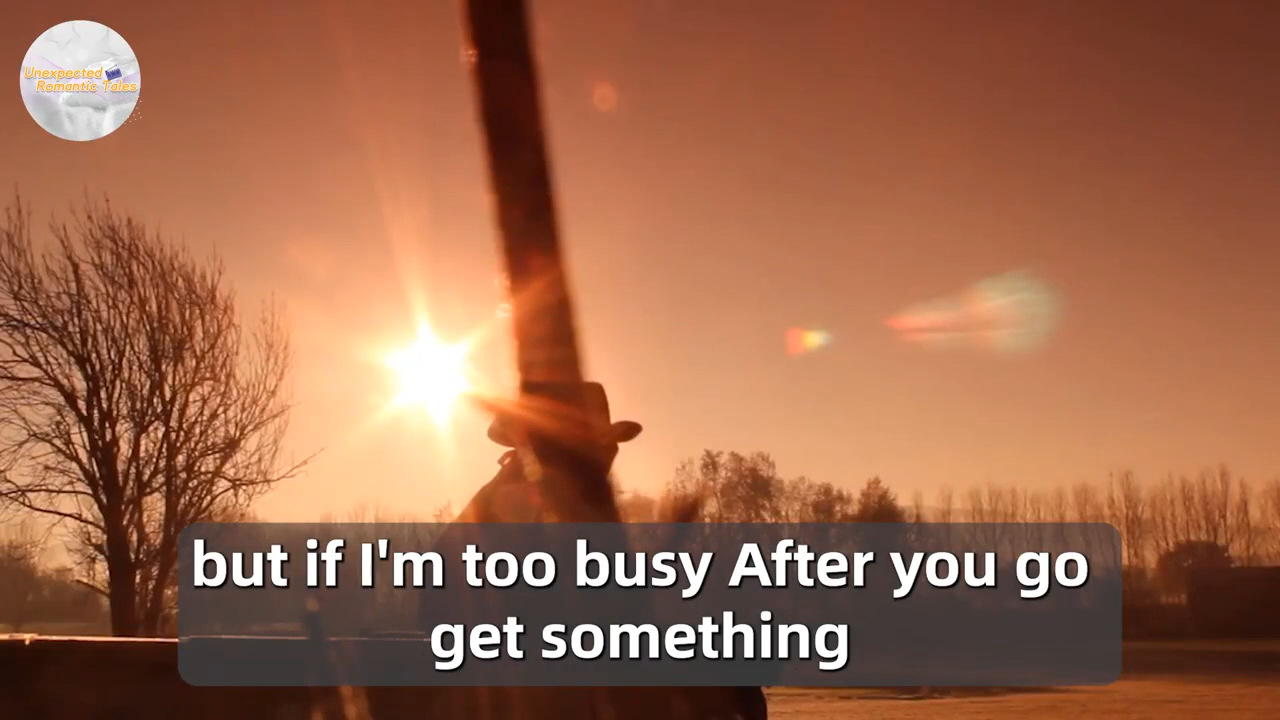 Unexpected
Romantic Tales
but if I'm too busy After you go
get something